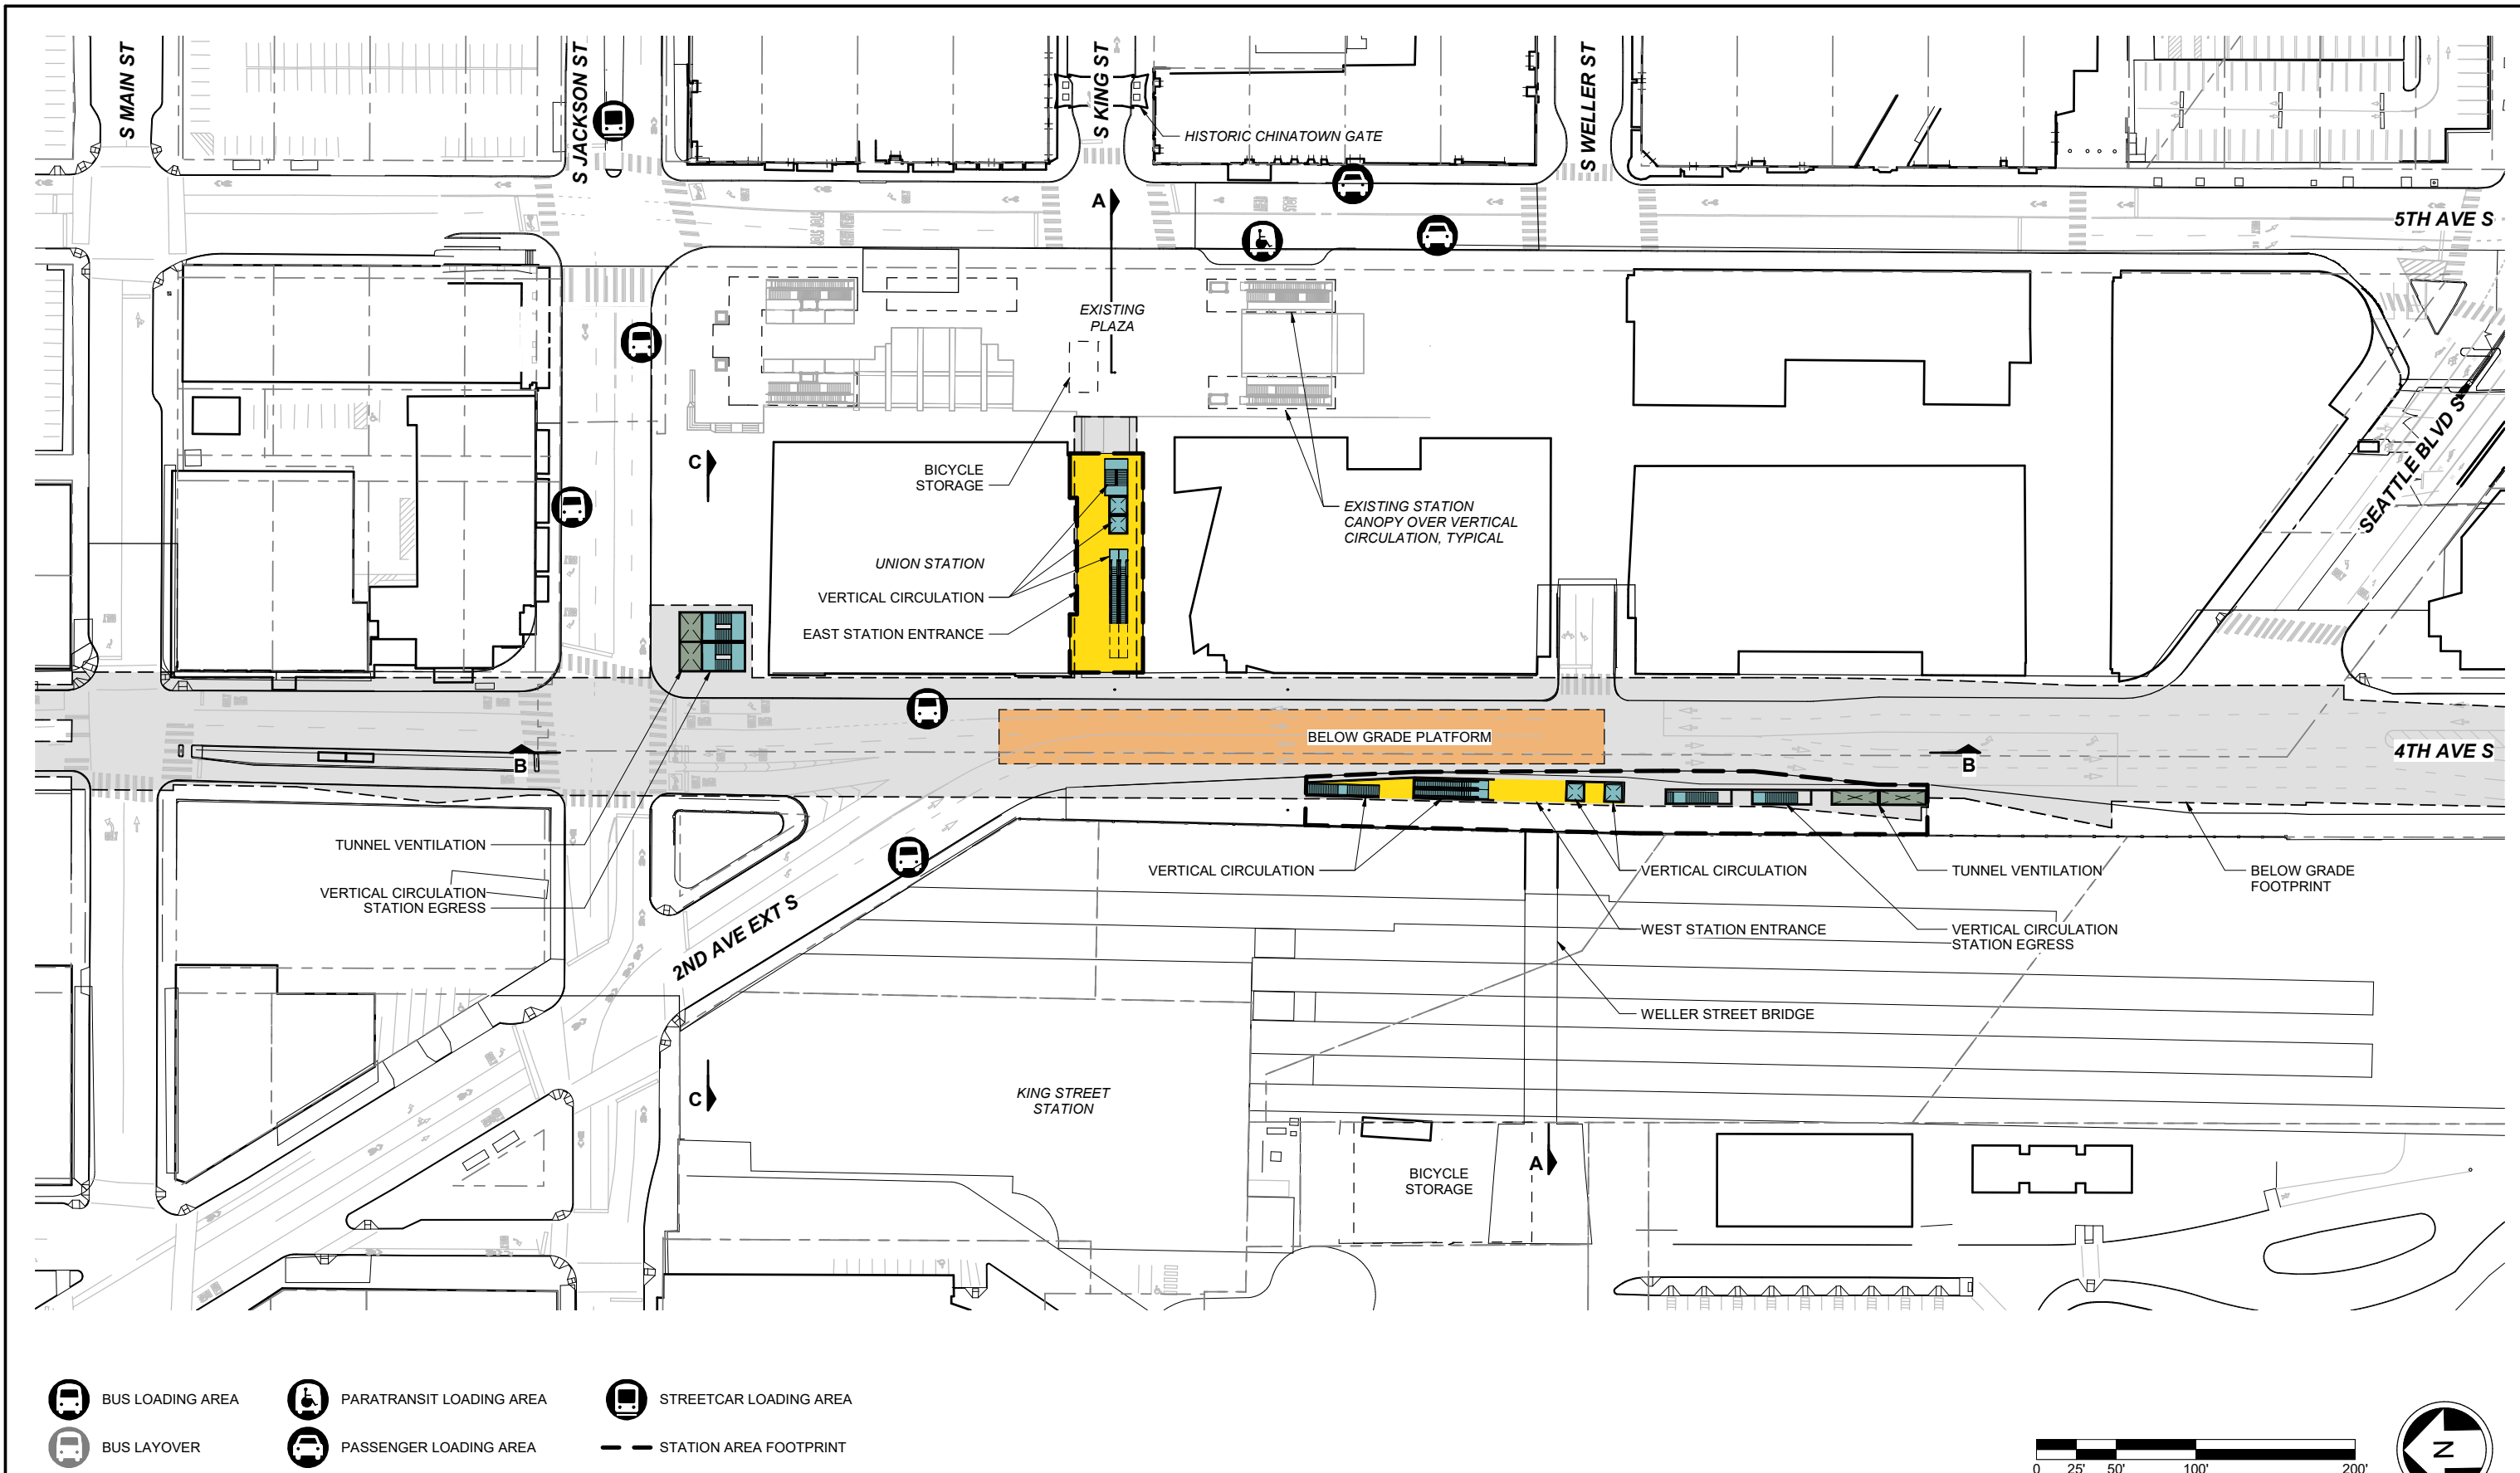 S MAIN ST
S JACKSON ST
S KING ST
S WELLER ST
HISTORIC CHINATOWN GATE
A
5TH AVE S
EXISTING
PLAZA
SEATTLE BLVD S
C
BICYCLE
STORAGE
EXISTING STATION
CANOPY OVER VERTICAL
CIRCULATION, TYPICAL
UNION STATION
VERTICAL CIRCULATION
EAST STATION ENTRANCE
BELOW GRADE PLATFORM
4TH AVE S
B
B
TUNNEL VENTILATION
VERTICAL CIRCULATION
STATION EGRESS
VERTICAL CIRCULATION
VERTICAL CIRCULATION
TUNNEL VENTILATION
BELOW GRADE
FOOTPRINT
2ND AVE EXT S
WEST STATION ENTRANCE
VERTICAL CIRCULATION
STATION EGRESS
WELLER STREET BRIDGE
C
KING STREET
STATION
A
BICYCLE
STORAGE
BUS LOADING AREA
PARATRANSIT LOADING AREA
STREETCAR LOADING AREA
BUS LAYOVER
PASSENGER LOADING AREA
STATION AREA FOOTPRINT
0 25' 50' 100' 200'
N